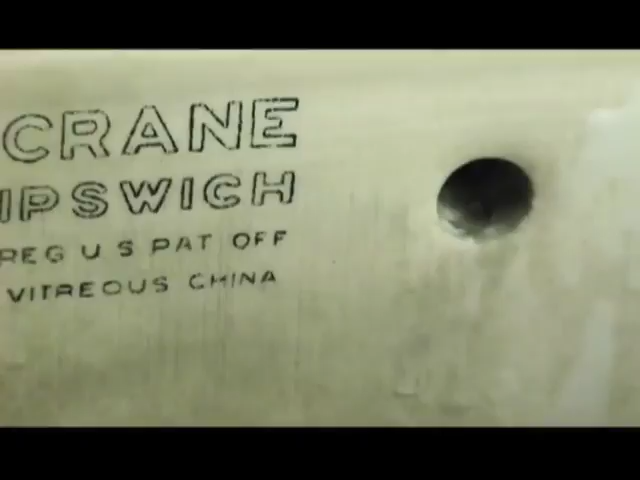 CRANE
IPSWICH
REG U S PAT OFF
VITREOUS CHINA